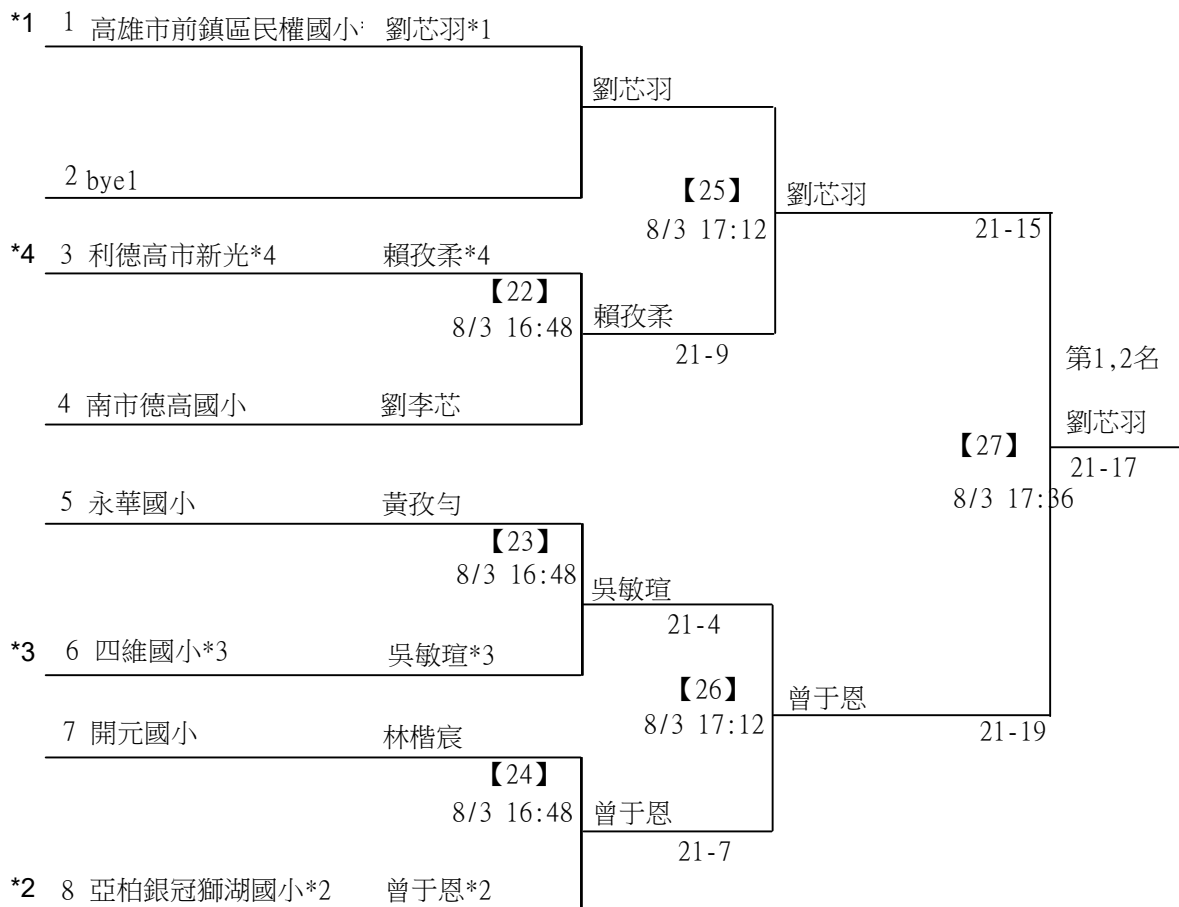 *1 1 高雄市前鎮區民權國小 劉芯羽*1
劉芯羽
2 bye1
【25】 劉芯羽
8/3 17:12 21-15
*4 3 利德高市新光*4 賴孜柔*4
【22】
8/3 16:48 賴孜柔
21-9
第1,2名
4 南市德高國小 劉李芯
劉芯羽
【27】
21-17
8/3 17:36
5 永華國小 黃孜勻
【23】
8/3 16:48
吳敏瑄
21-4
*3 6 四維國小*3 吳敏瑄*3
【26】 曾于恩
8/3 17:12 21-19
7 開元國小 林楷宸
【24】
8/3 16:48 曾于恩
21-7
*2 8 亞柏銀冠獅湖國小*2 曾于恩*2